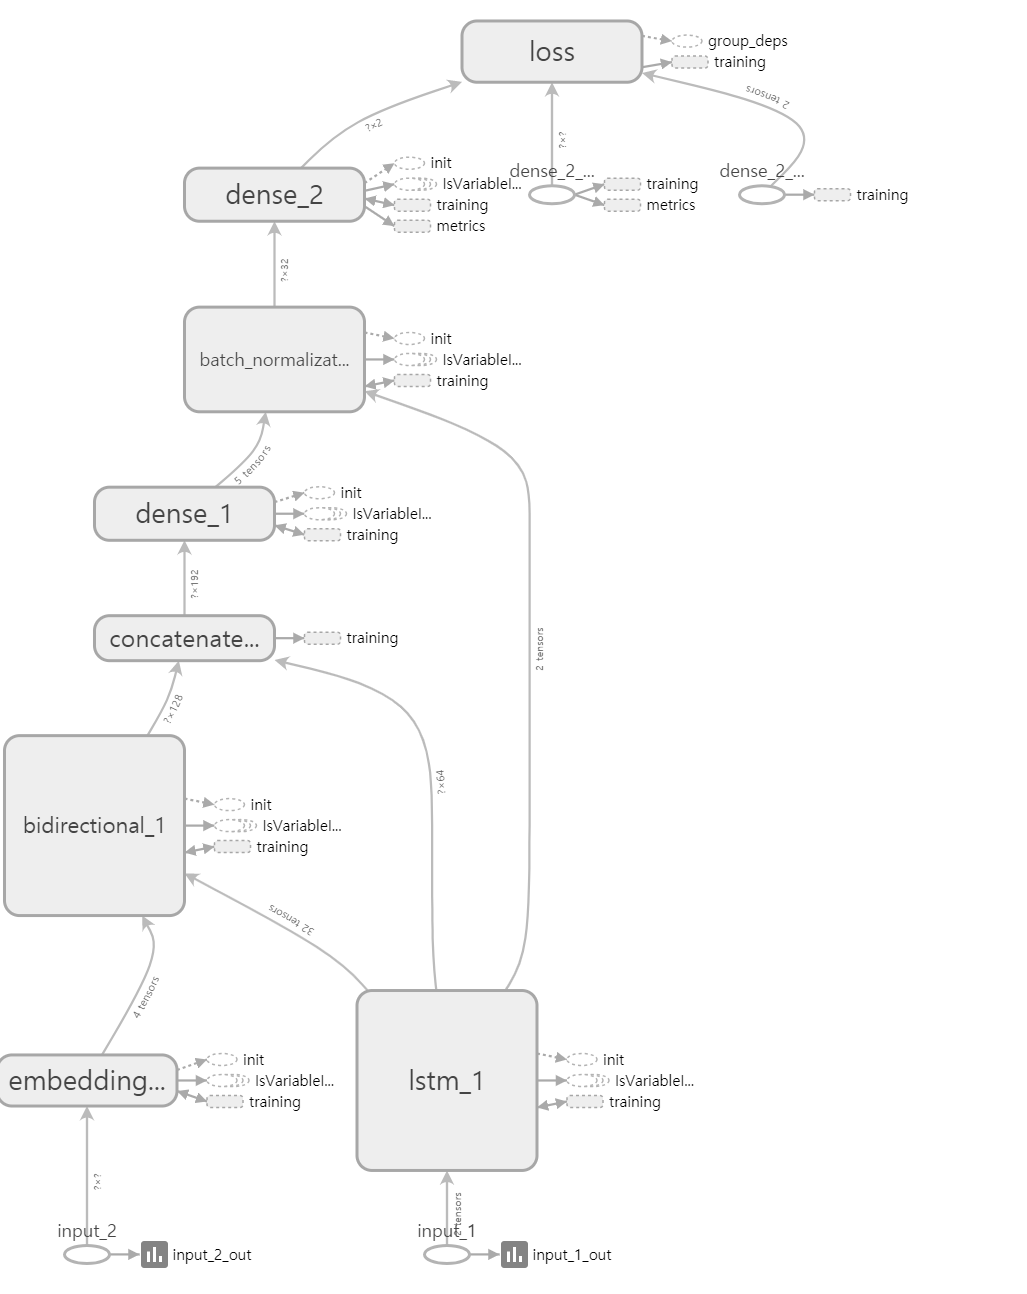 loss
group_deps
training
2 tensors
?×2
?×?
dense_2
init
IsVariableI...
training
metrics
dense_2_...
training
metrics
dense_2_...
training
?×32
batch_normalizat...
init
IsVariableI...
training
5 tensors
dense_1
init
IsVariableI...
training
?×192
concatenate...
training
2 tensors
?×128
?×64
bidirectional_1
init
IsVariableI...
training
32 tensors
4 tensors
embedding...
init
IsVariableI...
training
lstm_1
init
IsVariableI...
training
?×?
2 tensors
input_2
input_2_out
input_1
input_1_out